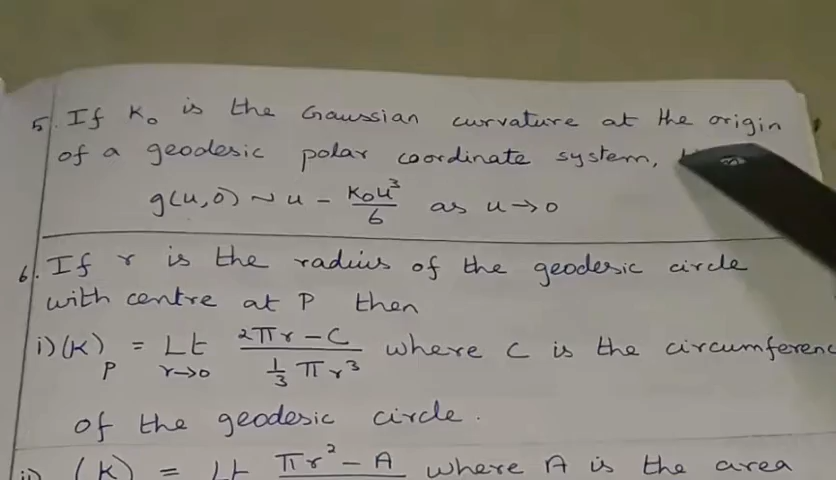 5. If K₀ is the Gaussian curvature at the origin
of a geodesic polar coordinate system,
g(u,0) ~ u - K₀u³/6 as u→0
6. If r is the radius of the geodesic circle
with centre at P then
i) (K)_P = Lt_{r→0} (2πr - C)/(1/3 πr³) where C is the circumferenc
of the geodesic circle.
ii) (K) = Lt πr² - A where A is the area